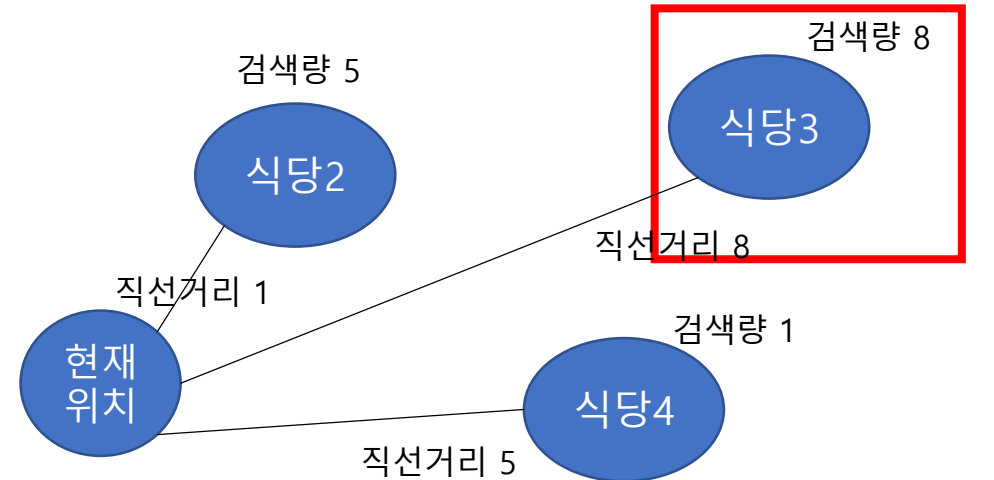 검색량 8
검색량 5
식당3
식당2
직선거리 8
직선거리 1
검색량 1
현재
위치
식당4
직선거리 5